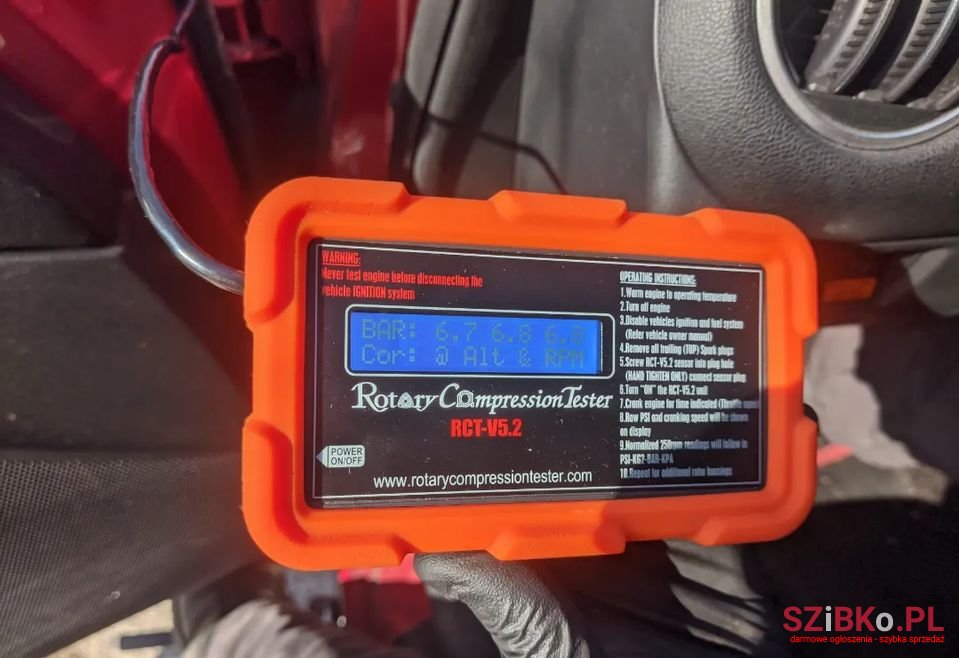 WARNING:
Never test engine before disconnecting the
vehicle IGNITION system
BAR: 6.7 6.8 6.8
Cor: @ Alt & RPM
Rotary CompressionTester
RCT-V5.2
POWER
ON/OFF
www.rotarycompressiontester.com
OPERATING INSTRUCTIONS:
1.Warm engine to operating temperature
2.Turn off engine
3.Disable vehicles ignition and fuel system
(Refer vehicle owner manual)
4.Remove all trailing (TOP) Spark plugs
5.Screw RCT-V5.2 sensor into plug hole
(HAND TIGHTEN ONLY) connect sensor plug
6.Turn "ON" the RCT-V5.2 unit
7.Crank engine for time indicated (Throttle open)
8.Raw PSI and cranking speed will be shown
on display
9.Normalized 250rpm readings will follow in
PSI-KG2-BAR-KPA
10.Repeat for additional rotor housings
SZiBKo.PL
darmowe ogłoszenia - szybka sprzedaż